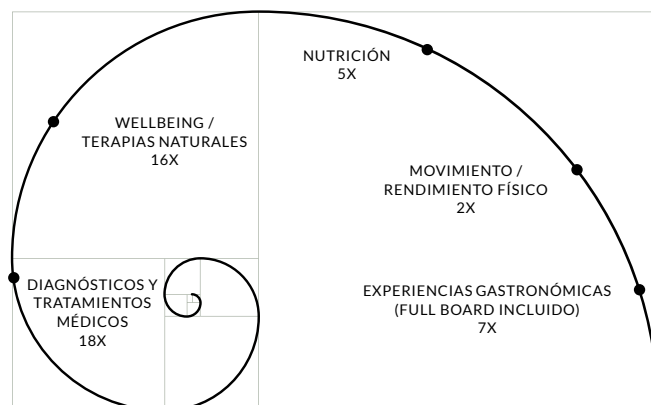 NUTRICIÓN
5X
WELLBEING /
TERAPIAS NATURALES
16X
MOVIMIENTO /
RENDIMIENTO FÍSICO
2X
DIAGNÓSTICOS Y
TRATAMIENTOS
MÉDICOS
18X
EXPERIENCIAS GASTRONÓMICAS
(FULL BOARD INCLUIDO)
7X